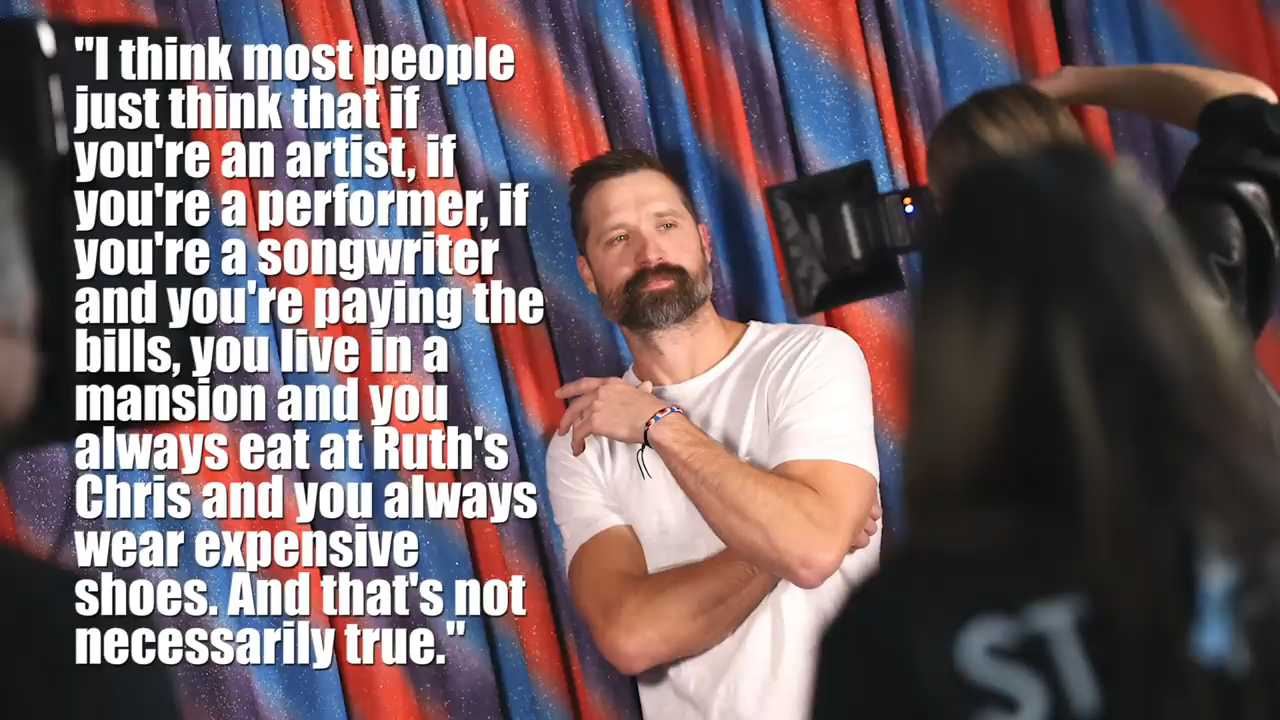 "I think most people
just think that if
you're an artist, if
you're a performer, if
you're a songwriter
and you're paying the
bills, you live in a
mansion and you
always eat at Ruth's
Chris and you always
wear expensive
shoes. And that's not
necessarily true."
ST